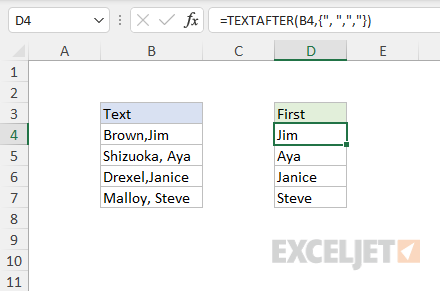 D4 fx =TEXTAFTER(B4,{", ",","})
A B C D E
1
2
3 Text First
4 Brown,Jim Jim
5 Shizuoka, Aya Aya
6 Drexel,Janice Janice
7 Malloy, Steve Steve
8
9
10
11
EXCELJET